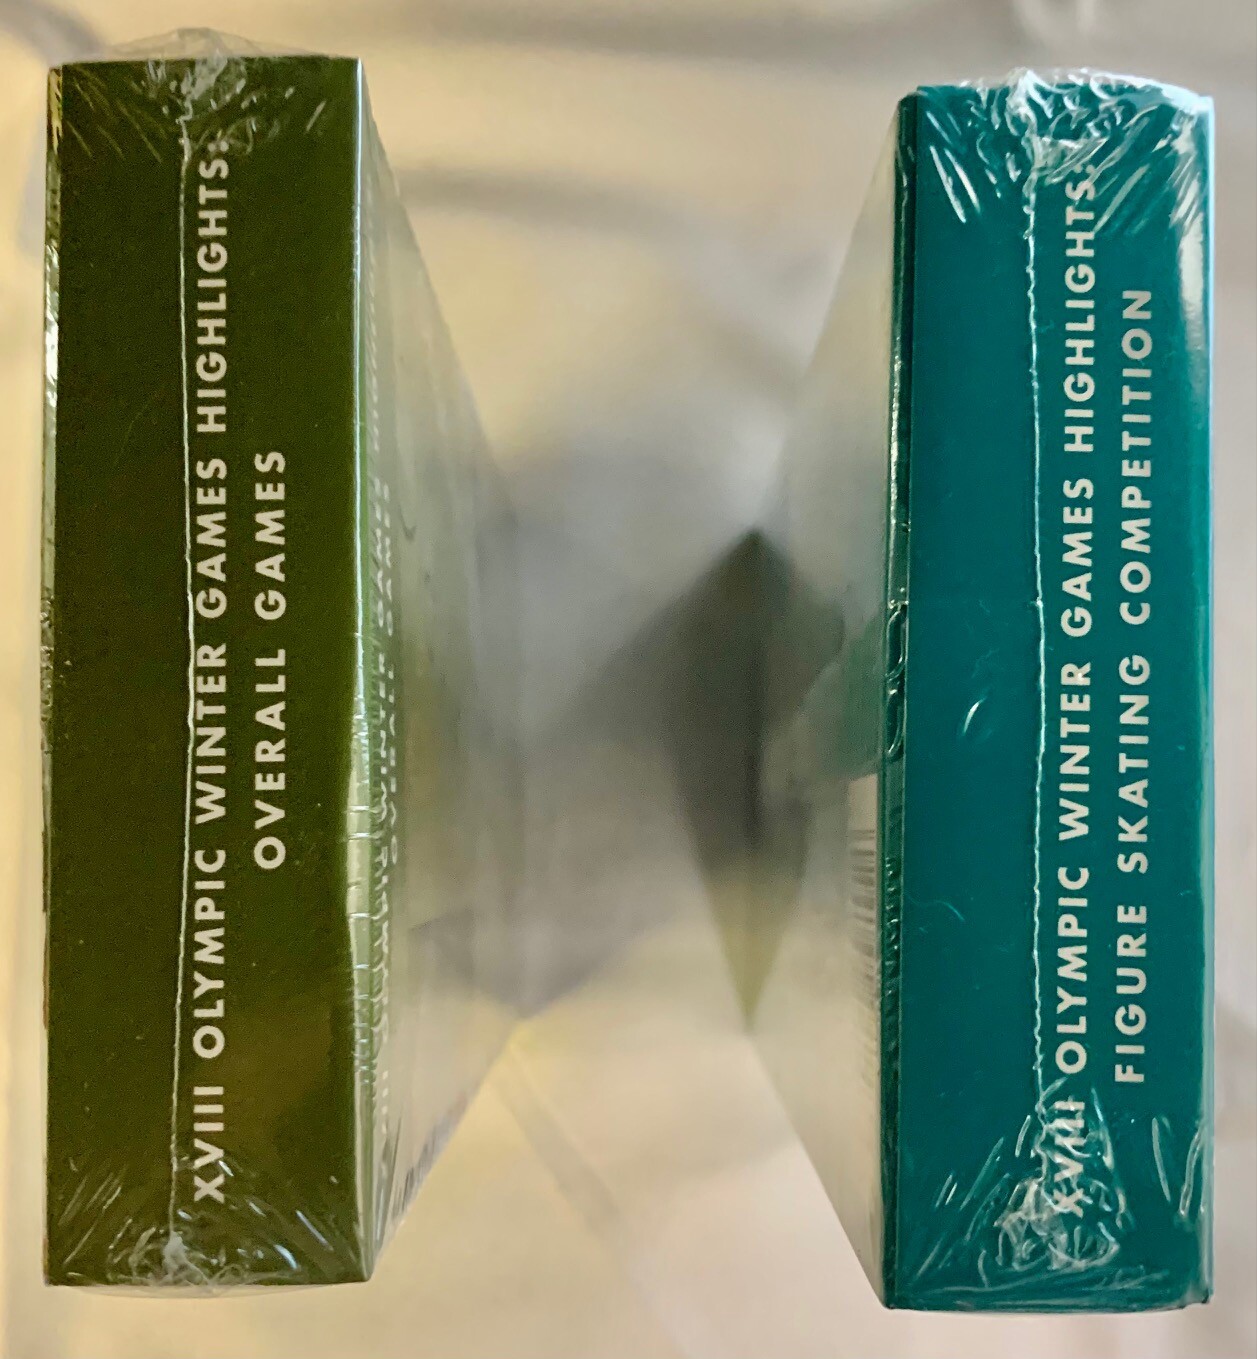 XVIII OLYMPIC WINTER GAMES HIGHLIGHTS:
OVERALL GAMES
XVIII OLYMPIC WINTER GAMES HIGHLIGHTS:
FIGURE SKATING COMPETITION